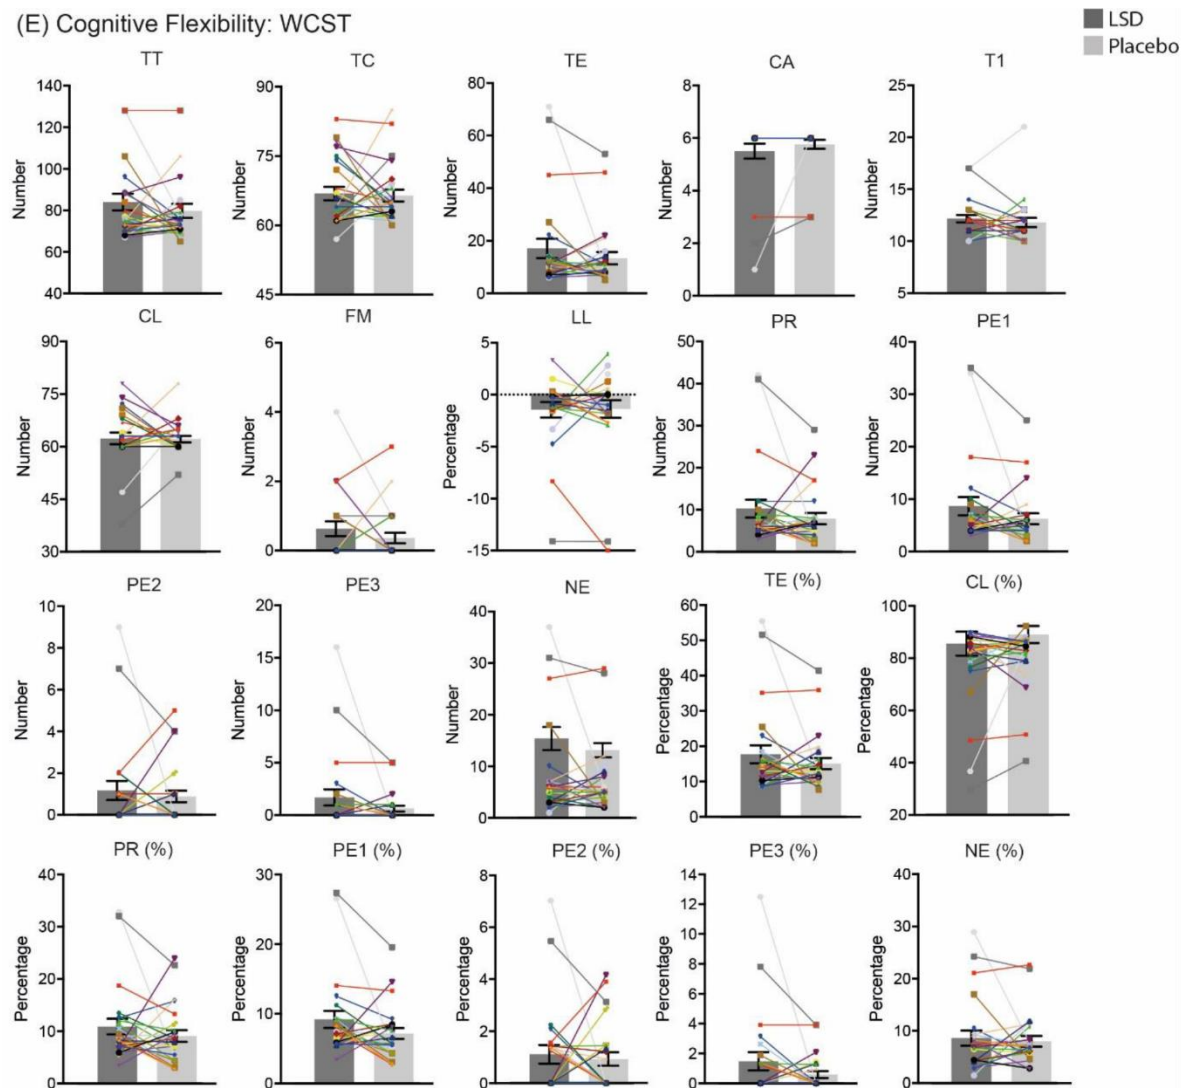 (E) Cognitive Flexibility: WCST
LSD
Placebo
TT
TC
TE
CA
T1
140
120
100
80
60
40
Number
90
75
60
45
Number
80
60
40
20
0
Number
8
6
4
2
0
Number
25
20
15
10
5
Number
CL
FM
LL
PR
PE1
90
75
60
45
30
Number
6
4
2
0
Number
5
0
-5
-10
-15
Percentage
50
40
30
20
10
0
Number
40
30
20
10
0
Number
PE2
PE3
NE
TE (%)
CL (%)
10
8
6
4
2
0
Number
20
15
10
5
0
Number
40
30
20
10
0
Number
60
50
40
30
20
10
0
Percentage
100
80
60
40
20
Percentage
PR (%)
PE1 (%)
PE2 (%)
PE3 (%)
NE (%)
40
30
20
10
0
Percentage
30
20
10
0
Percentage
8
6
4
2
0
Percentage
14
12
10
8
6
4
2
0
Percentage
40
30
20
10
0
Percentage